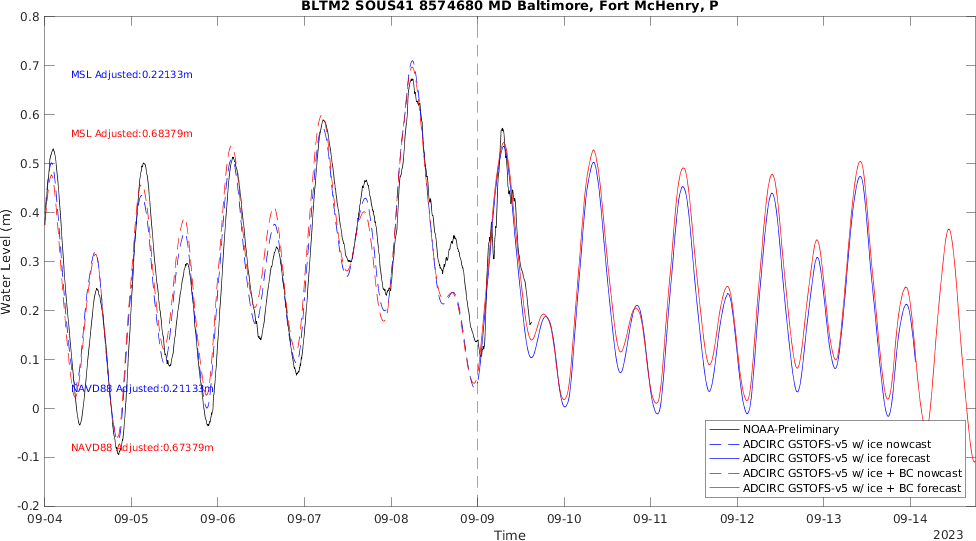 BLTM2 SOUS41 8574680 MD Baltimore, Fort McHenry, P
0.8
0.7
0.6
0.5
0.4
0.3
0.2
0.1
0
-0.1
-0.2
Water Level (m)
MSL Adjusted:0.22133m
MSL Adjusted:0.68379m
NAVD88 Adjusted:0.21133m
NAVD88 Adjusted:0.67379m
NOAA-Preliminary
ADCIRC GSTOFS-v5 w/ ice nowcast
ADCIRC GSTOFS-v5 w/ ice forecast
ADCIRC GSTOFS-v5 w/ ice + BC nowcast
ADCIRC GSTOFS-v5 w/ ice + BC forecast
09-04 09-05 09-06 09-07 09-08 09-09 09-10 09-11 09-12 09-13 09-14
Time
2023